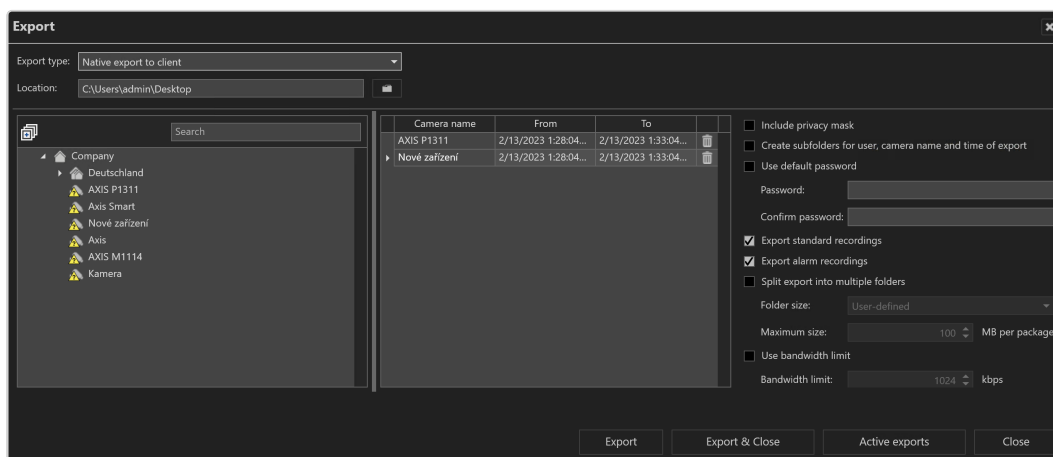 Export
Export type: Native export to client
Location: C:\Users\admin\Desktop
Search
Company
Deutschland
AXIS P1311
Axis Smart
Nové zařízení
Axis
AXIS M1114
Kamera
Camera name From To
AXIS P1311 2/13/2023 1:28:04... 2/13/2023 1:33:04...
Nové zařízení 2/13/2023 1:28:04... 2/13/2023 1:33:04...
Include privacy mask
Create subfolders for user, camera name and time of export
Use default password
Password:
Confirm password:
Export standard recordings
Export alarm recordings
Split export into multiple folders
Folder size: User-defined
Maximum size: 100 MB per package
Use bandwidth limit
Bandwidth limit: 1024 kbps
Export Export & Close Active exports Close